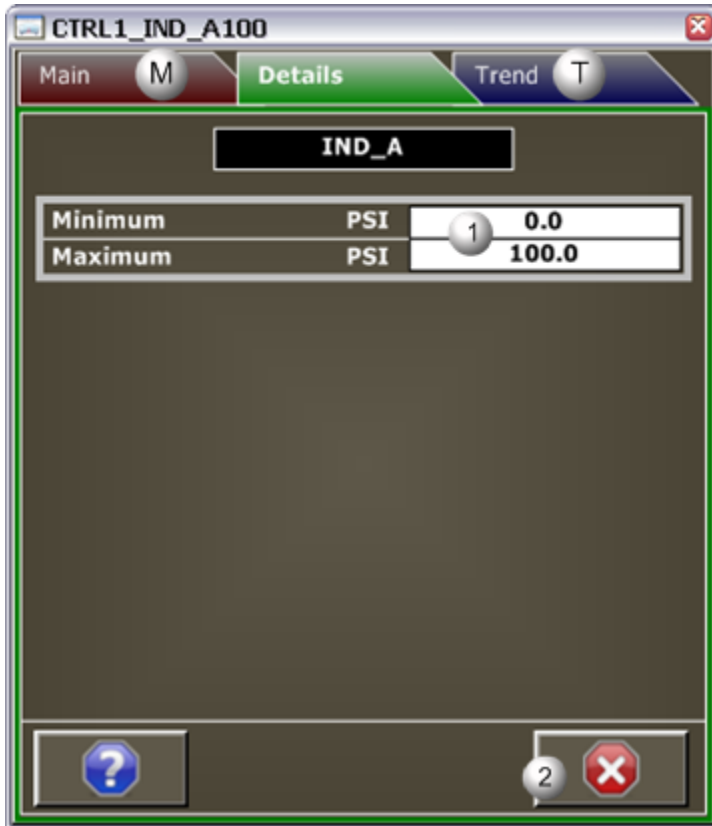 CTRL1_IND_A100
Main M Details Trend T
IND_A
Minimum PSI 1 0.0
Maximum PSI 100.0
? 2